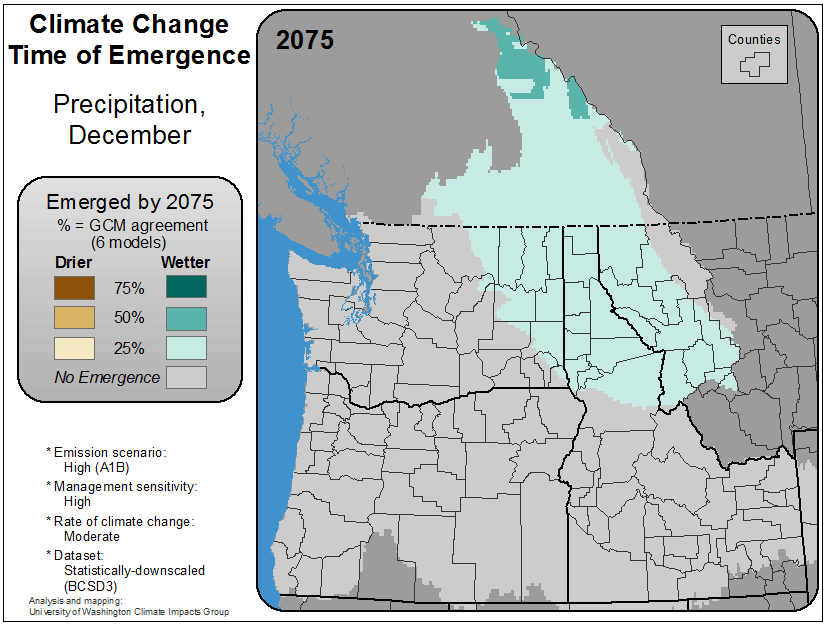 Climate Change
Time of Emergence
Precipitation,
December
Emerged by 2075
% = GCM agreement
(6 models)
Drier Wetter
75%
50%
25%
No Emergence
* Emission scenario:
High (A1B)
* Management sensitivity:
High
* Rate of climate change:
Moderate
* Dataset:
Statistically-downscaled
(BCSD3)
Analysis and mapping:
University of Washington Climate Impacts Group
2075
Counties